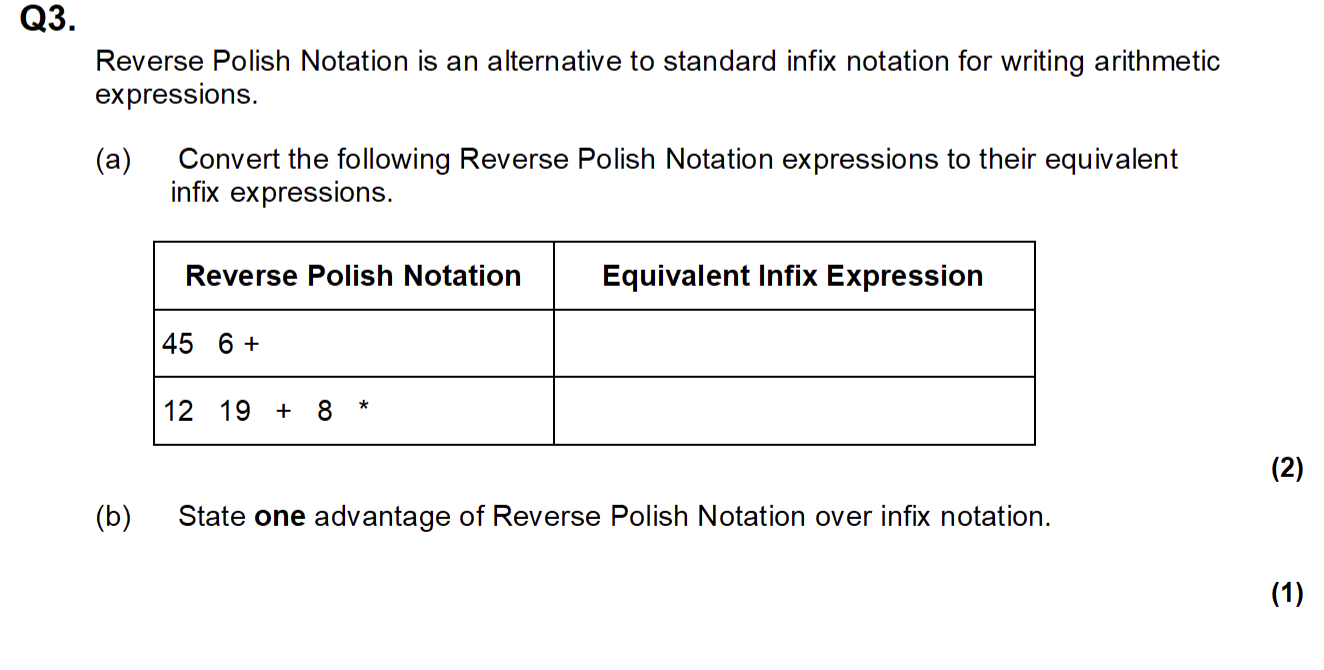 Q3.
Reverse Polish Notation is an alternative to standard infix notation for writing arithmetic
expressions.
(a) Convert the following Reverse Polish Notation expressions to their equivalent
infix expressions.
Reverse Polish Notation Equivalent Infix Expression
45 6 +
12 19 + 8 *
(2)
(b) State one advantage of Reverse Polish Notation over infix notation.
(1)